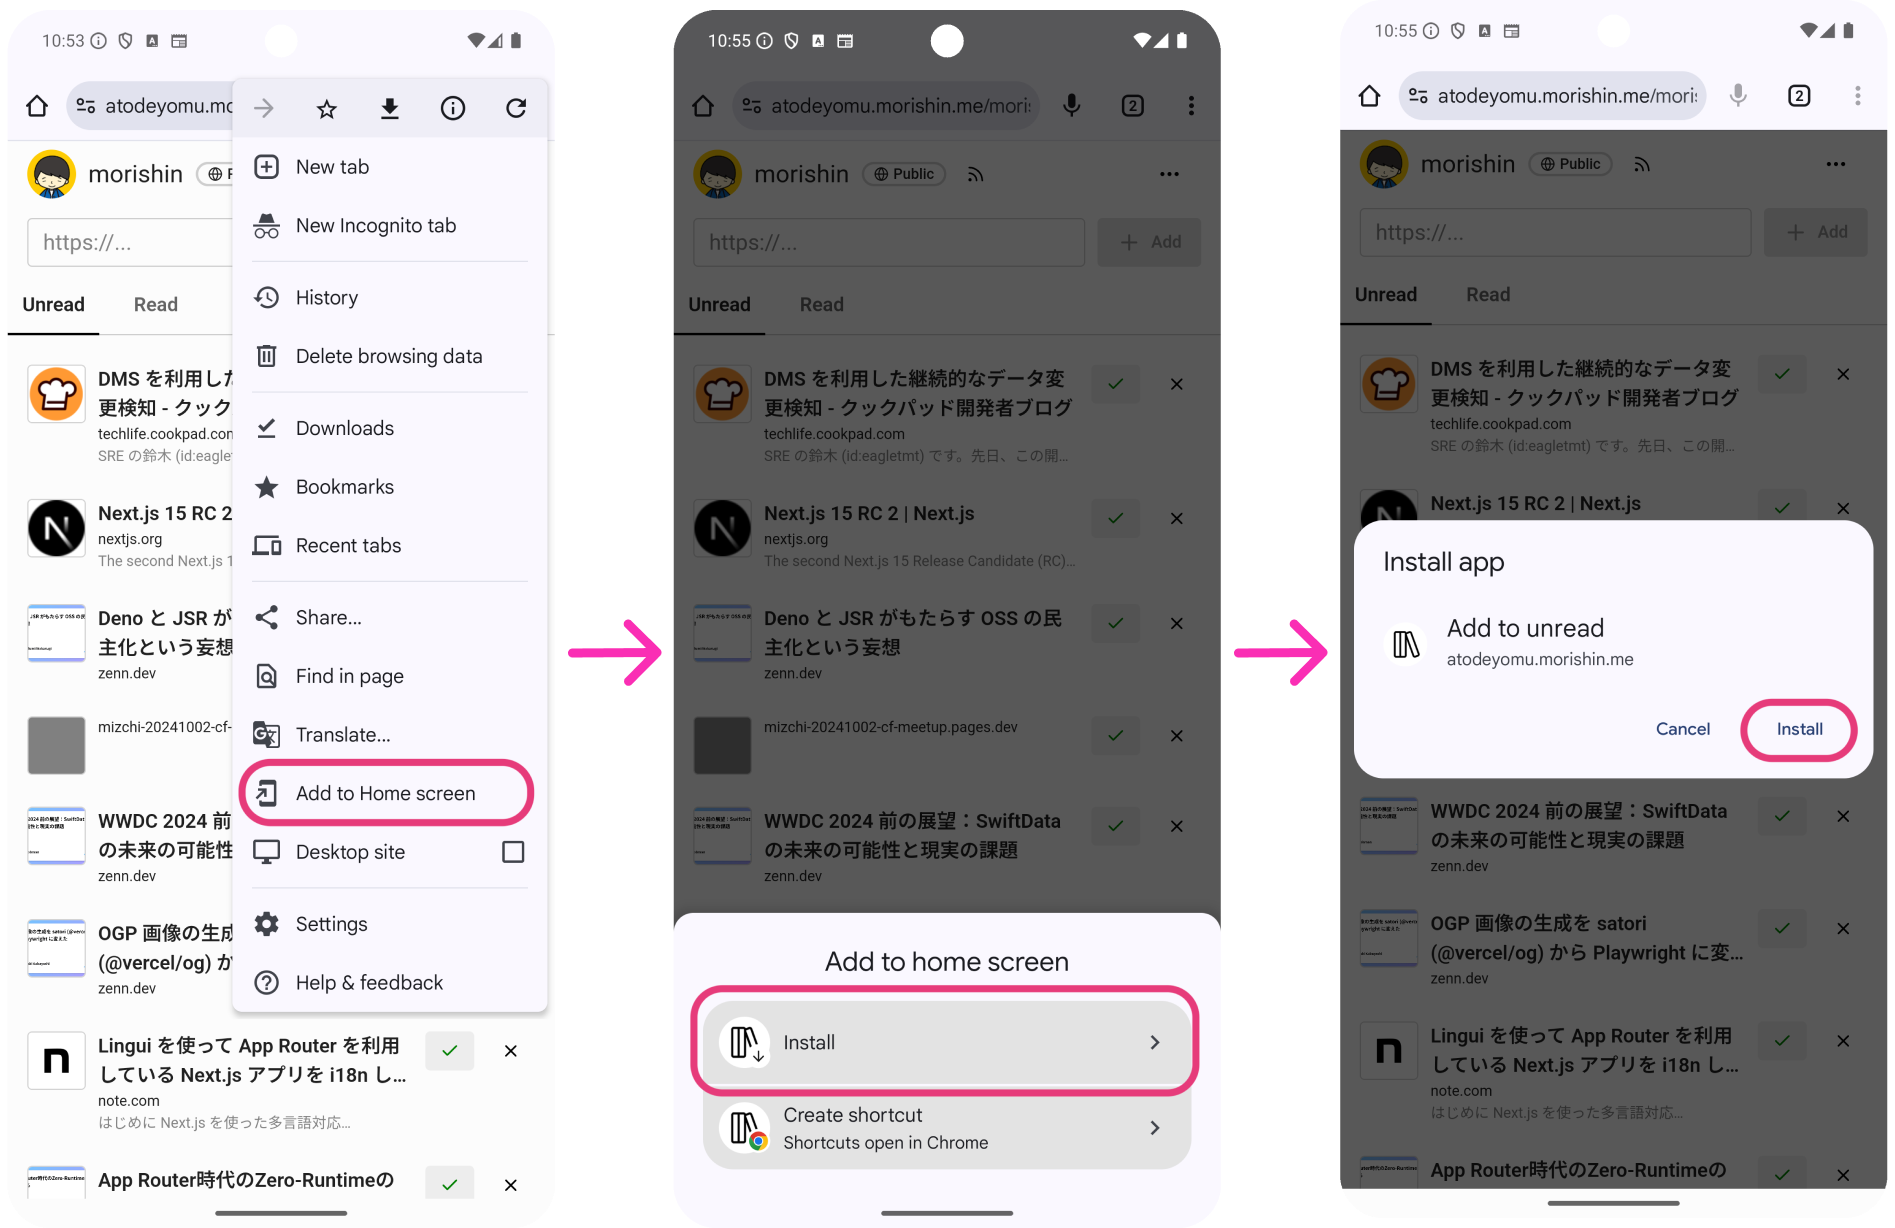 10:53
atodeyomu.mo
morishin
https://...
Unread Read
DMS を利用した
更検知 - クック
techlife.cookpad.com
SRE の鈴木 (id:eaglet
Next.js 15 RC 2
nextjs.org
The second Next.js 1
Deno と JSR が
主化という妄想
zenn.dev
mizchi-20241002-cf-
WWDC 2024 前
の未来の可能性
zenn.dev
OGP 画像の生成
(@vercel/og) か
zenn.dev
Lingui を使って App Router を利用
している Next.js アプリを i18n し...
note.com
はじめに Next.js を使った多言語対応...
App Router時代のZero-Runtimeの
New tab
New Incognito tab
History
Delete browsing data
Downloads
Bookmarks
Recent tabs
Share...
Find in page
Translate...
Add to Home screen
Desktop site
Settings
Help & feedback
10:55
atodeyomu.morishin.me/moris
2
morishin Public
https://...
+ Add
Unread Read
DMS を利用した継続的なデータ変
更検知 - クックパッド開発者ブログ
techlife.cookpad.com
SRE の鈴木 (id:eagletmt) です。先日、この開...
Next.js 15 RC 2 | Next.js
nextjs.org
The second Next.js 15 Release Candidate (RC)...
Deno と JSR がもたらす OSS の民
主化という妄想
zenn.dev
mizchi-20241002-cf-meetup.pages.dev
WWDC 2024 前の展望：SwiftData
の未来の可能性と現実の課題
zenn.dev
Add to home screen
Install
Create shortcut
Shortcuts open in Chrome
10:55
atodeyomu.morishin.me/moris
2
morishin Public
https://...
+ Add
Unread Read
DMS を利用した継続的なデータ変
更検知 - クックパッド開発者ブログ
techlife.cookpad.com
SRE の鈴木 (id:eagletmt) です。先日、この開...
Next.js 15 RC 2 | Next.js
Install app
Add to unread
atodeyomu.morishin.me
Cancel
Install
WWDC 2024 前の展望：SwiftData
の未来の可能性と現実の課題
zenn.dev
OGP 画像の生成を satori
(@vercel/og) から Playwright に変...
zenn.dev
Lingui を使って App Router を利用
している Next.js アプリを i18n し...
note.com
はじめに Next.js を使った多言語対応...
App Router時代のZero-Runtimeの